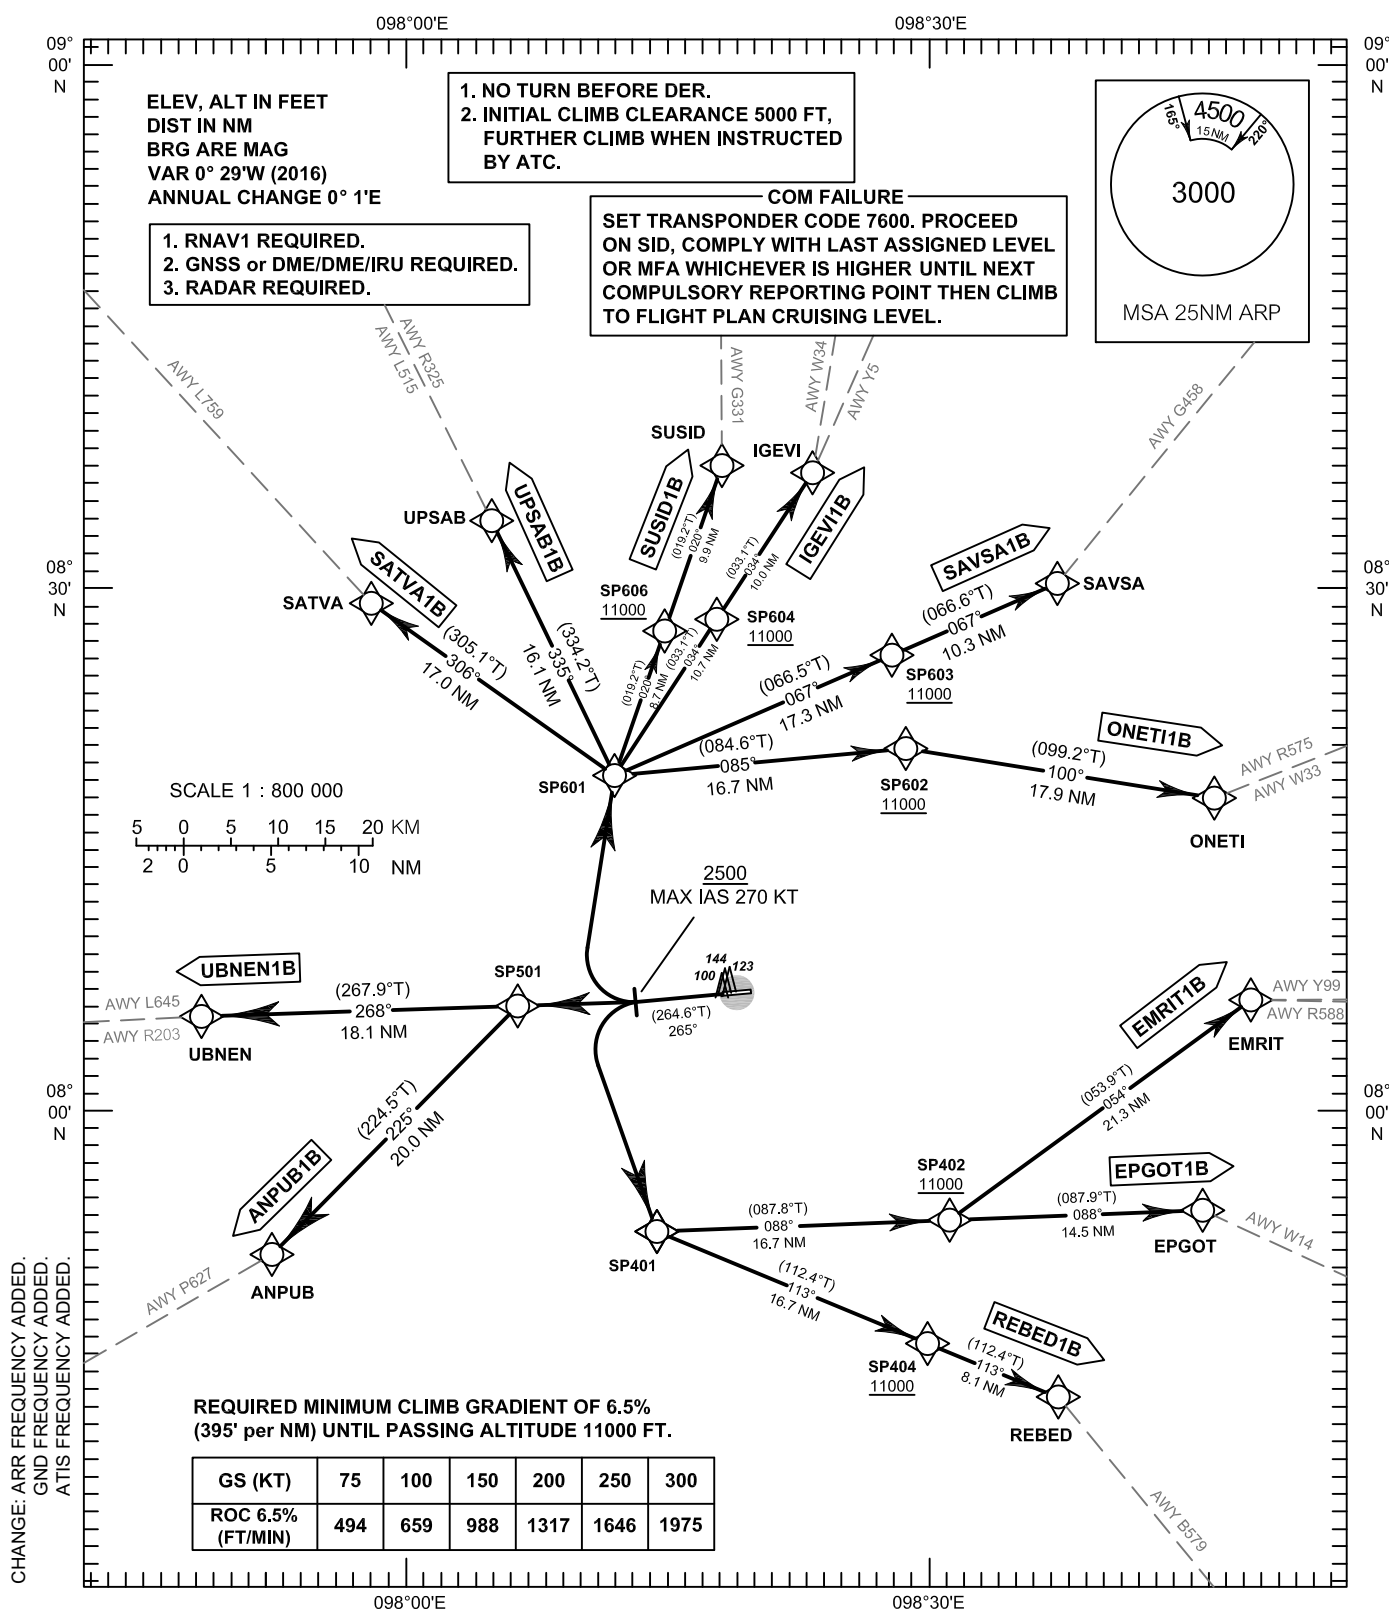 098°00'E
098°30'E
09°
00'
N
09°
00'
N
ELEV, ALT IN FEET
DIST IN NM
BRG ARE MAG
VAR 0° 29'W (2016)
ANNUAL CHANGE 0° 1'E
1. NO TURN BEFORE DER.
2. INITIAL CLIMB CLEARANCE 5000 FT,
FURTHER CLIMB WHEN INSTRUCTED
BY ATC.
165°
4500
15 NM
220°
3000
MSA 25NM ARP
COM FAILURE
SET TRANSPONDER CODE 7600. PROCEED
ON SID, COMPLY WITH LAST ASSIGNED LEVEL
OR MFA WHICHEVER IS HIGHER UNTIL NEXT
COMPULSORY REPORTING POINT THEN CLIMB
TO FLIGHT PLAN CRUISING LEVEL.
1. RNAV1 REQUIRED.
2. GNSS or DME/DME/IRU REQUIRED.
3. RADAR REQUIRED.
AWY L759
AWY R325
AWY L515
AWY G331
AWY W34
AWY Y5
AWY G458
SUSID
IGEVI
UPSAB
UPSAB1B
SUSID1B
(019.2°T)
020°
9.9 NM
(033.1°T)
034°
10.0 NM
IGEVI1B
SAVSA1B
SAVSA
SATVA
SATVA1B
08°
30'
N
08°
30'
N
SP606
11000
SP604
11000
(305.1°T)
306°
17.0 NM
(334.2°T)
335°
16.1 NM
(019.2°T)
020°
8.7 NM
(033.1°T)
034°
10.7 NM
(066.6°T)
067°
10.3 NM
(066.5°T)
067°
17.3 NM
SP603
11000
SP601
(084.6°T)
085°
16.7 NM
SP602
11000
ONETI1B
(099.2°T)
100°
17.9 NM
AWY R575
AWY W33
ONETI
SCALE 1 : 800 000
5 0 5 10 15 20 KM
2 0 5 10 NM
2500
MAX IAS 270 KT
144
100
123
(264.6°T)
265°
UBNEN1B
SP501
AWY L645
AWY R203
(267.9°T)
268°
18.1 NM
UBNEN
EMRIT1B
AWY Y99
AWY R588
EMRIT
08°
00'
N
08°
00'
N
(224.5°T)
225°
20.0 NM
ANPUB1B
ANPUB
AWY P627
(053.9°T)
054°
21.3 NM
SP402
11000
EPGOT1B
SP401
(087.8°T)
088°
16.7 NM
(087.9°T)
088°
14.5 NM
EPGOT
AWY W14
(112.4°T)
113°
16.7 NM
SP404
11000
REBED1B
(112.4°T)
113°
8.1 NM
REBED
AWY B579
CHANGE: ARR FREQUENCY ADDED.
GND FREQUENCY ADDED.
ATIS FREQUENCY ADDED.
REQUIRED MINIMUM CLIMB GRADIENT OF 6.5%
(395' per NM) UNTIL PASSING ALTITUDE 11000 FT.
GS (KT) 75 100 150 200 250 300
ROC 6.5%
(FT/MIN) 494 659 988 1317 1646 1975
098°00'E
098°30'E